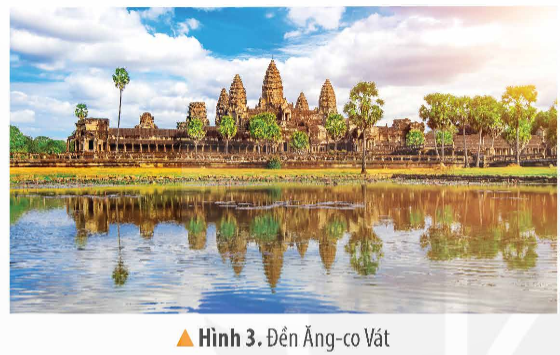 Hình 3. Đền Ăng-co Vát